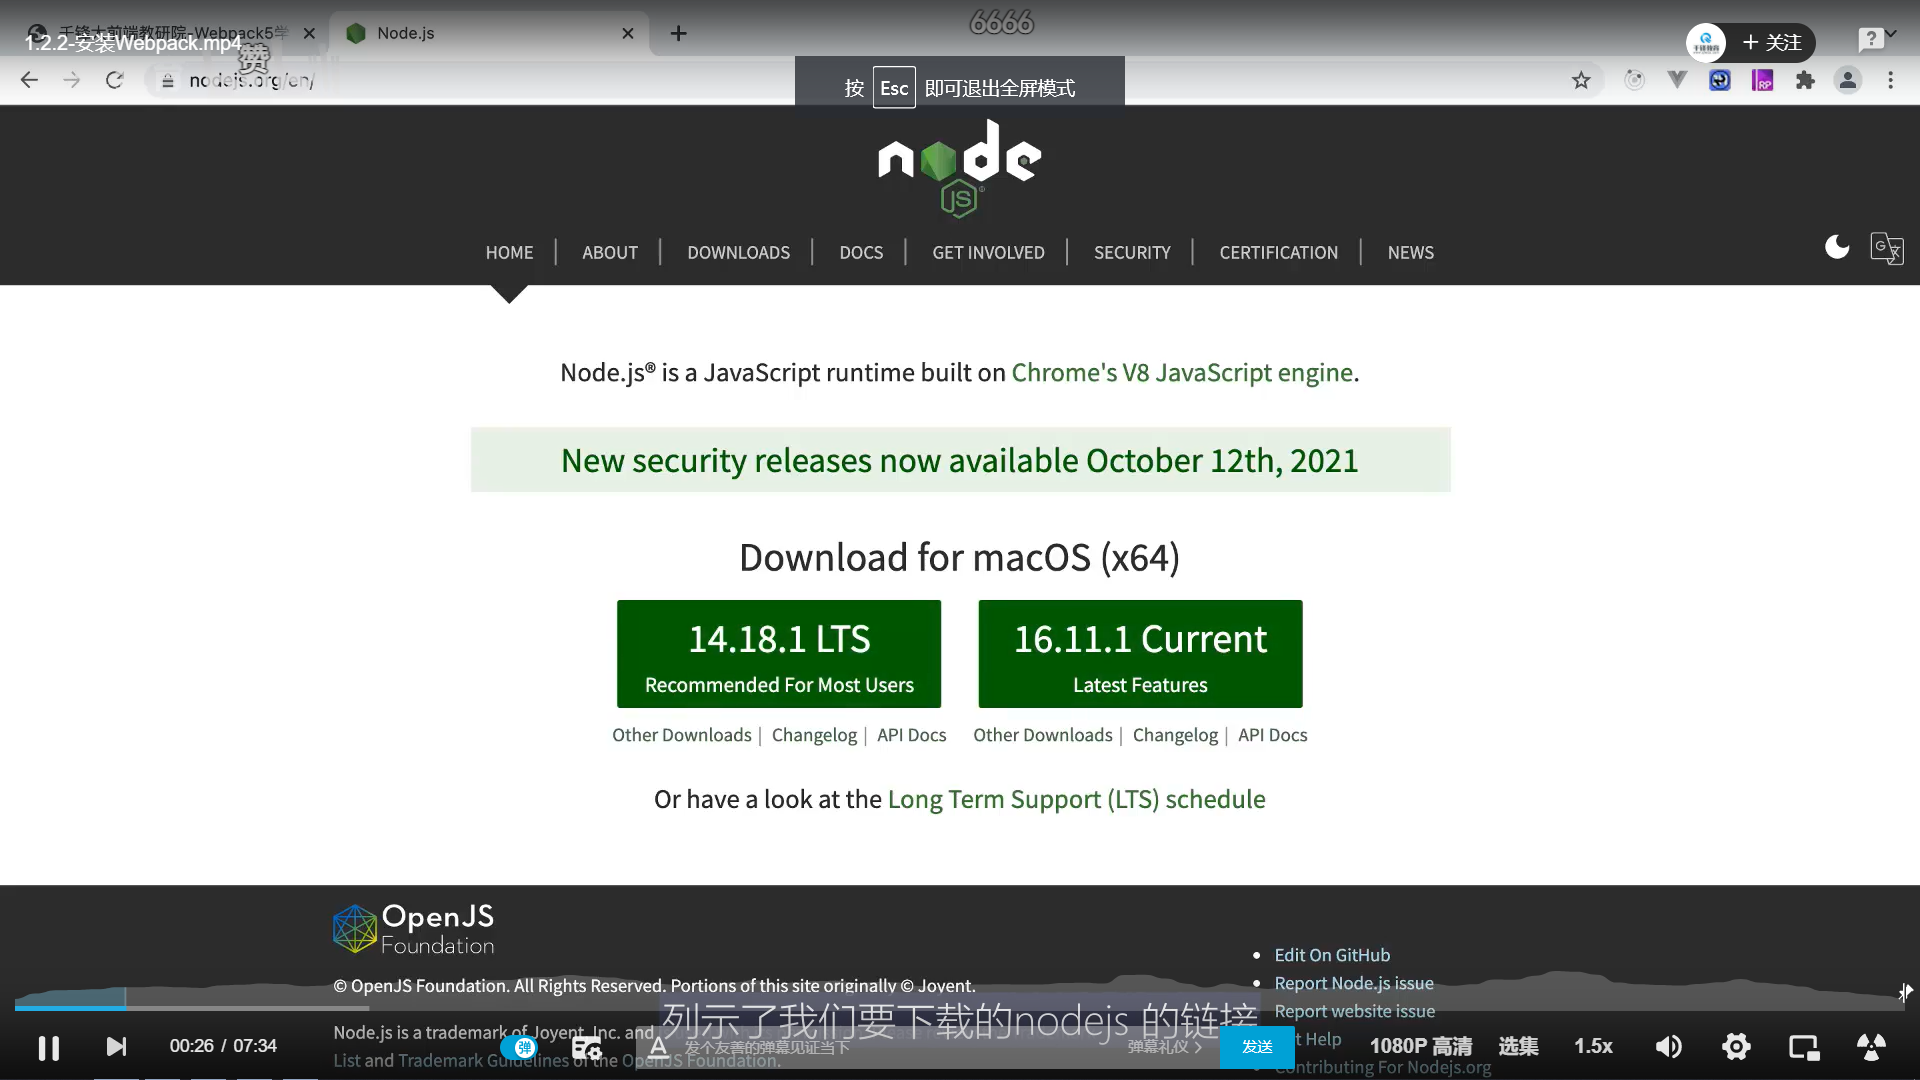 6666
千锋大前端教研院-Webpack5学
Node.js
1.2.2-安装Webpack.mp4
赞
+ 关注
nodejs.org/en/
按 Esc 即可退出全屏模式
node
JS
HOME
ABOUT
DOWNLOADS
DOCS
GET INVOLVED
SECURITY
CERTIFICATION
NEWS
Node.js® is a JavaScript runtime built on Chrome's V8 JavaScript engine.
New security releases now available October 12th, 2021
Download for macOS (x64)
14.18.1 LTS
Recommended For Most Users
16.11.1 Current
Latest Features
Other Downloads | Changelog | API Docs
Other Downloads | Changelog | API Docs
Or have a look at the Long Term Support (LTS) schedule
OpenJS
Foundation
Edit On GitHub
© OpenJS Foundation. All Rights Reserved. Portions of this site originally © Joyent.
Report Node.js issue
Report website issue
列示了我们要下载的nodejs 的链接
Node.js is a trademark of Joyent, Inc. and
Help
00:26 / 07:34
弹
发个友善的弹幕见证当下
弹幕礼仪 >
发送
1080P 高清
选集
1.5x
List and Trademark Guidelines of the OpenJS Foundation.
Contributing For Nodejs.org